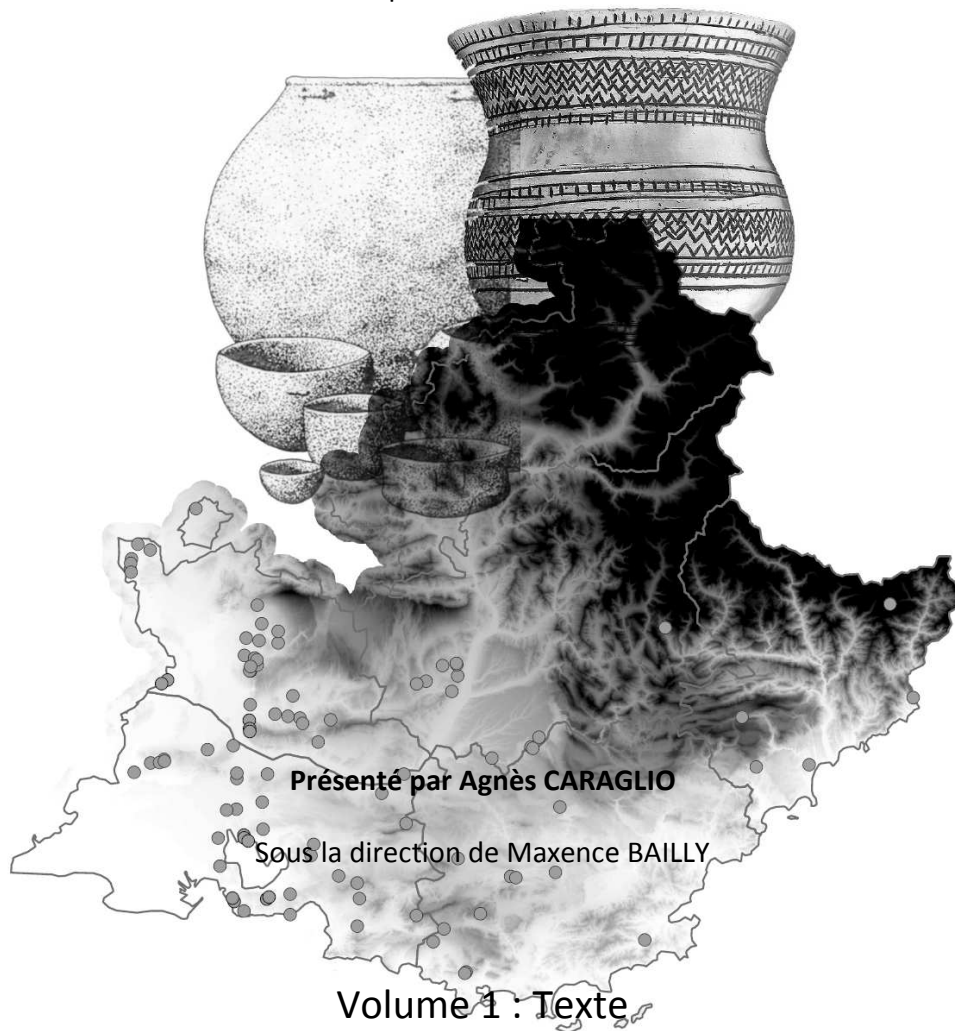 Présenté par Agnès CARAGLIO
Sous la direction de Maxence BAILLY
Volume 1 : Texte